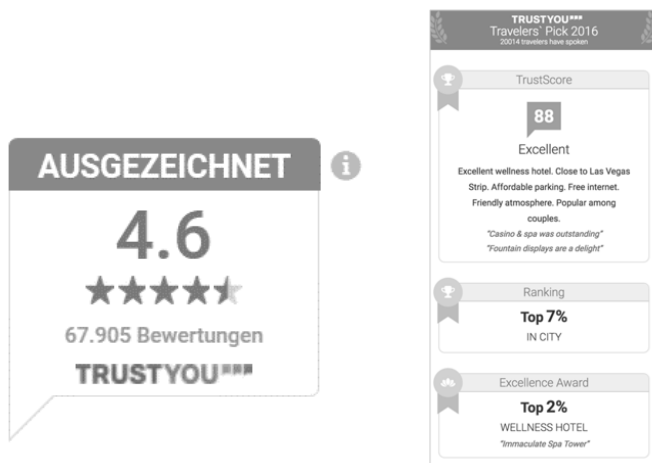 AUSGEZEICHNET
4.6
67.905 Bewertungen
TRUSTYOU
TRUSTYOU
Travelers` Pick 2016
20014 travelers have spoken
TrustScore
88
Excellent
Excellent wellness hotel. Close to Las Vegas
Strip. Affordable parking. Free internet.
Friendly atmosphere. Popular among
couples.
"Casino & spa was outstanding"
"Fountain displays are a delight"
Ranking
Top 7%
IN CITY
Excellence Award
Top 2%
WELLNESS HOTEL
"Immaculate Spa Tower"